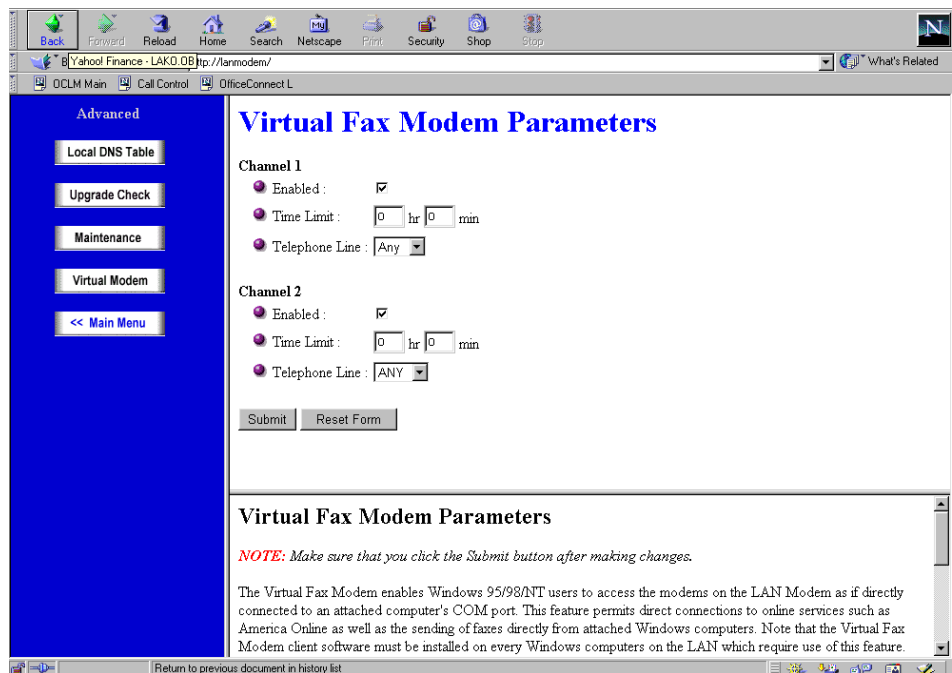 Back Forward Reload Home Search Netscape Print Security Shop Stop
My
N
B Yahoo! Finance - LAKO.OB ttp://lanmodem/ What's Related
OCLM Main Call Control OfficeConnect L
Advanced
Local DNS Table
Upgrade Check
Maintenance
Virtual Modem
<< Main Menu
Virtual Fax Modem Parameters
Channel 1
Enabled :
Time Limit : 0 hr 0 min
Telephone Line : Any
Channel 2
Enabled :
Time Limit : 0 hr 0 min
Telephone Line : ANY
Submit Reset Form
Virtual Fax Modem Parameters
NOTE: Make sure that you click the Submit button after making changes.
The Virtual Fax Modem enables Windows 95/98/NT users to access the modems on the LAN Modem as if directly
connected to an attached computer's COM port. This feature permits direct connections to online services such as
America Online as well as the sending of faxes directly from attached Windows computers. Note that the Virtual Fax
Modem client software must be installed on every Windows computers on the LAN which require use of this feature.
Return to previous document in history list